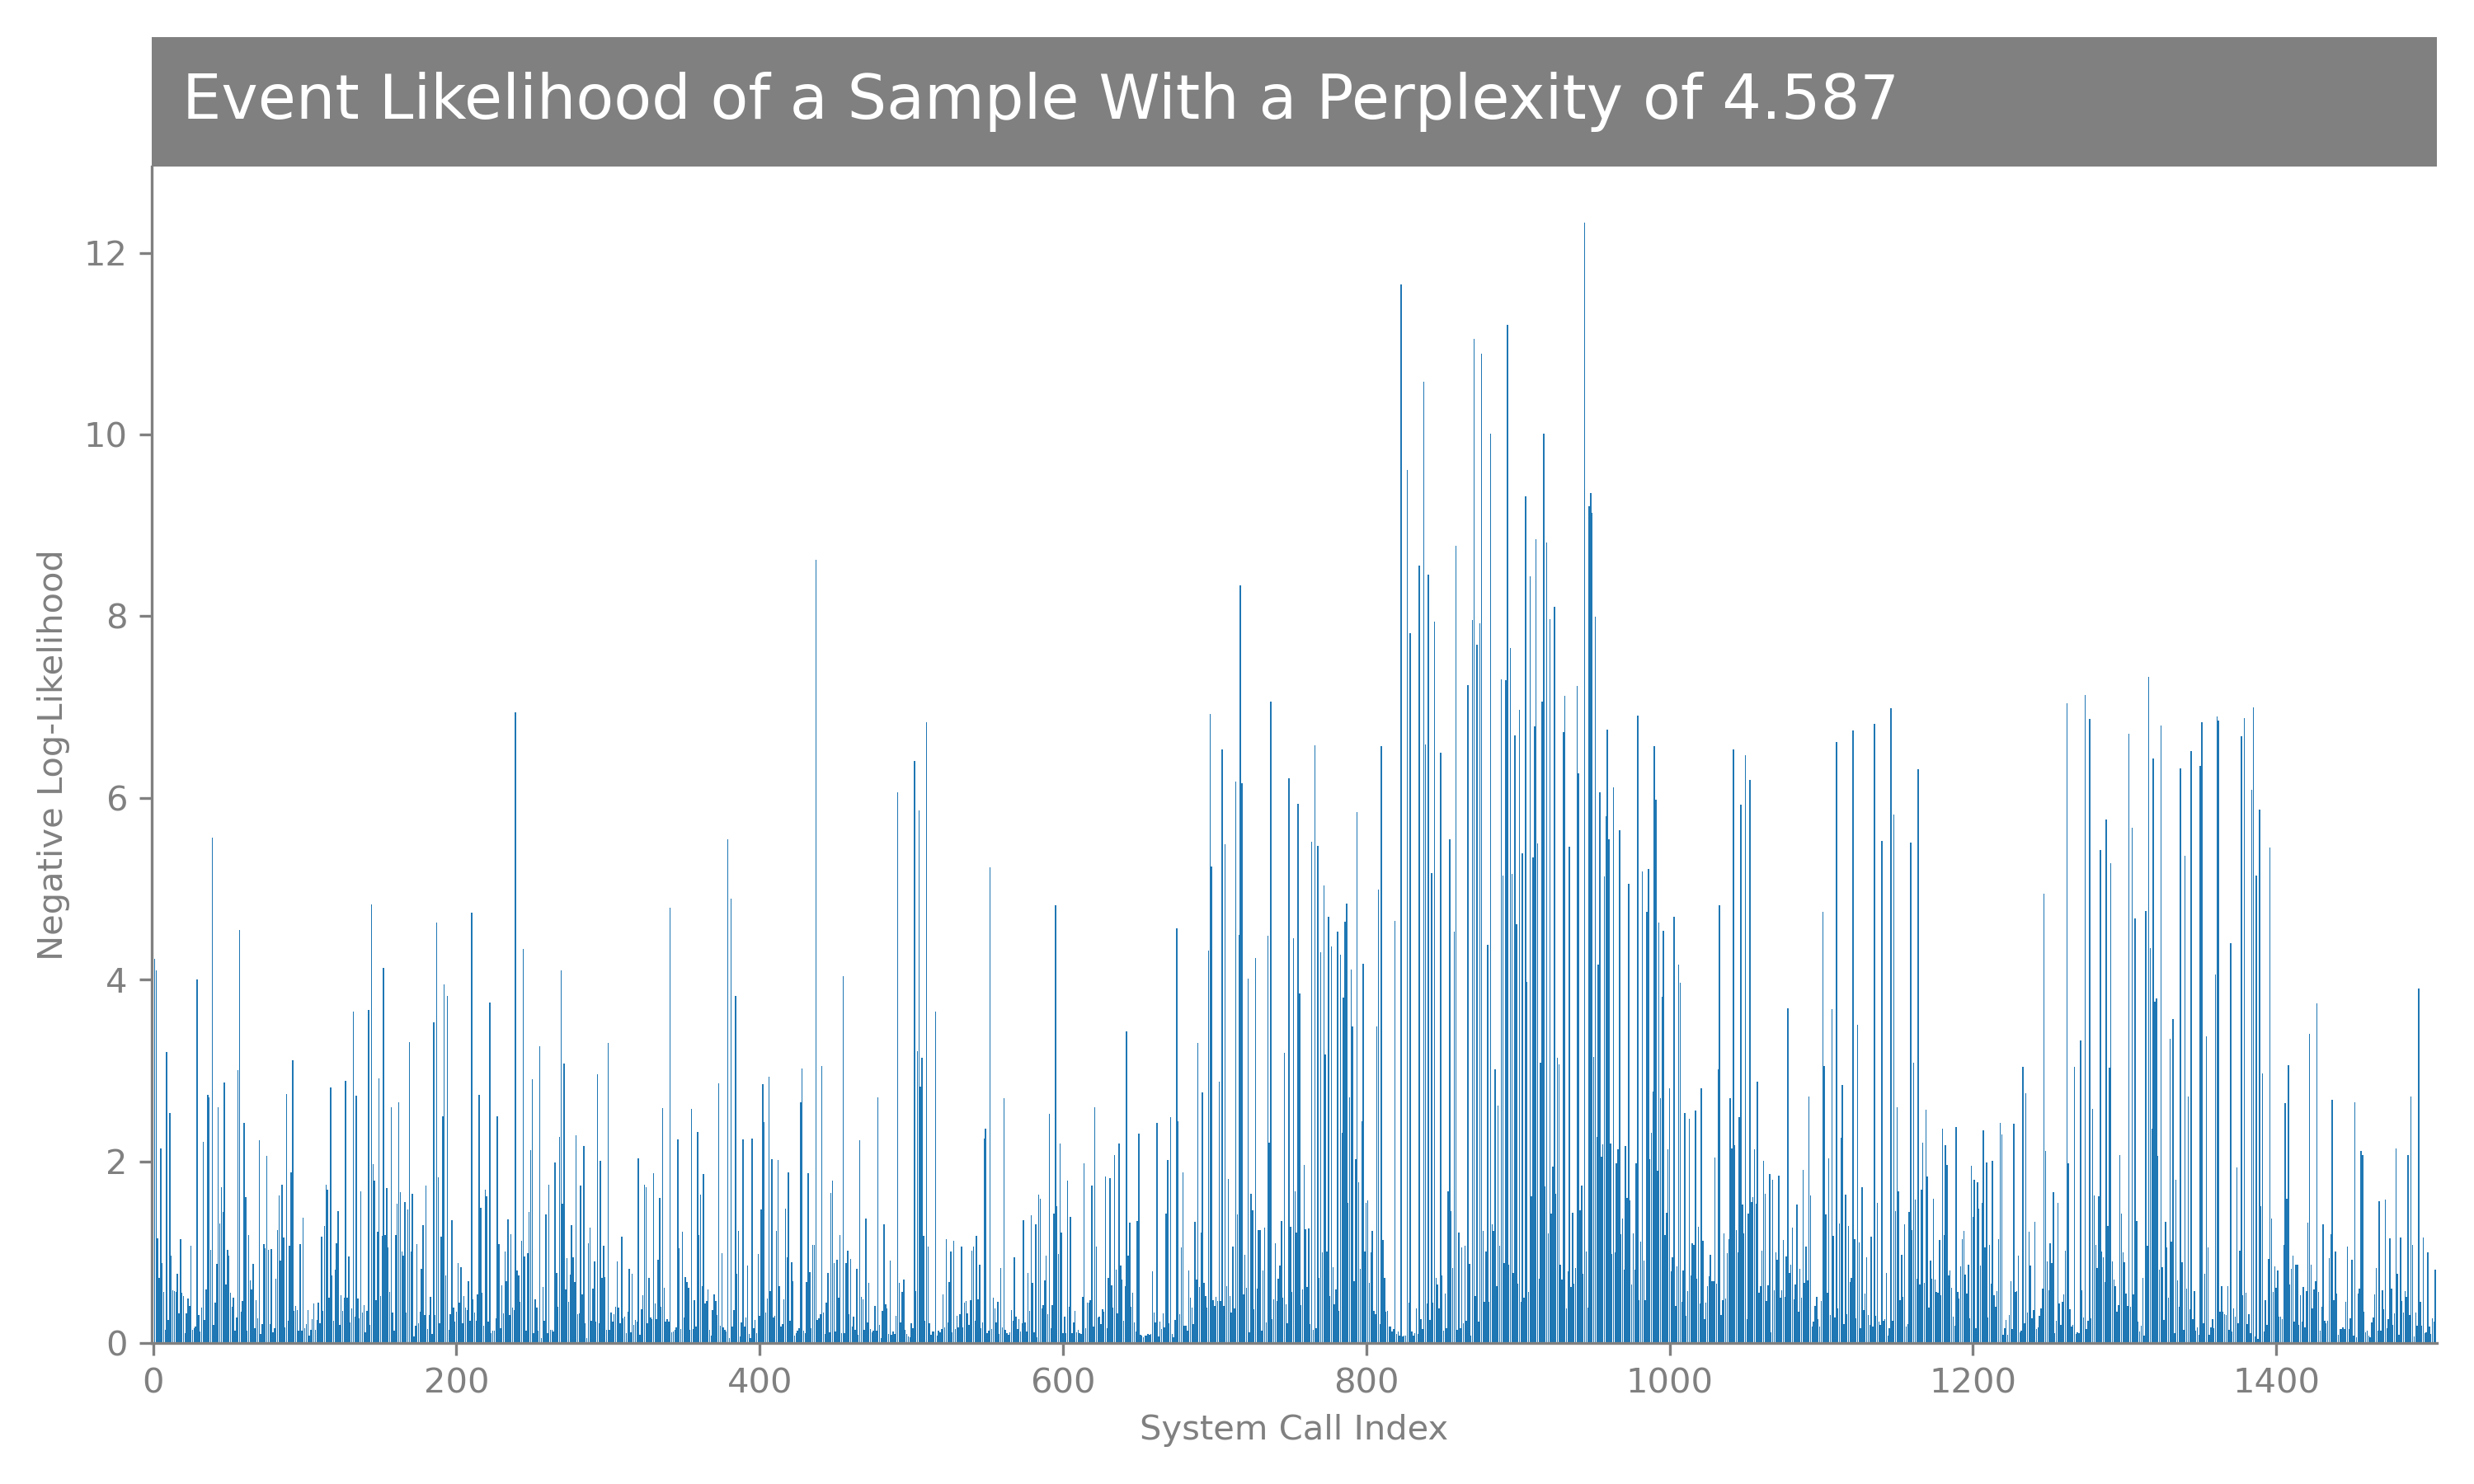 Event Likelihood of a Sample With a Perplexity of 4.587
12
10
8
6
4
2
0
Negative Log-Likelihood
0 200 400 600 800 1000 1200 1400
System Call Index